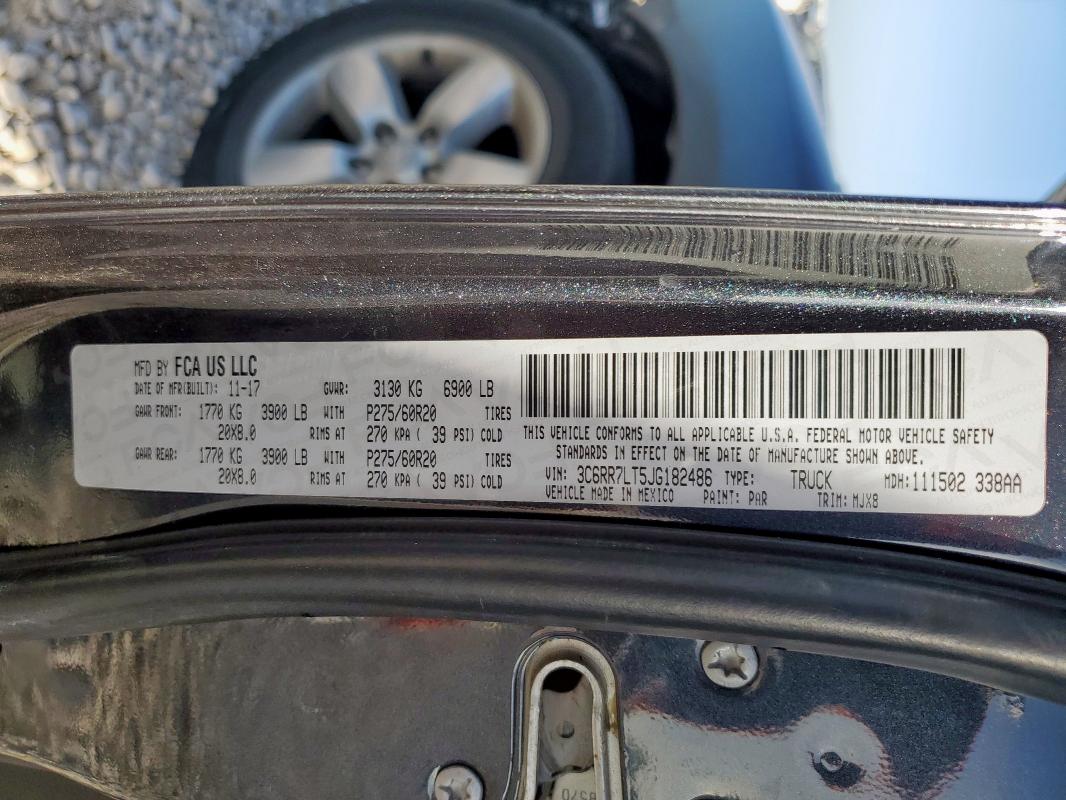 MFD BY FCA US LLC
DATE OF MFR(BUILT): 11-17 GVWR: 3130 KG 6900 LB
GAWR FRONT: 1770 KG 3900 LB WITH P275/60R20 TIRES
20X8.0 RIMS AT 270 KPA ( 39 PSI) COLD
GAWR REAR: 1770 KG 3900 LB WITH P275/60R20 TIRES
20X8.0 RIMS AT 270 KPA ( 39 PSI) COLD
THIS VEHICLE CONFORMS TO ALL APPLICABLE U.S.A. FEDERAL MOTOR VEHICLE SAFETY
STANDARDS IN EFFECT ON THE DATE OF MANUFACTURE SHOWN ABOVE.
VIN: 3C6RR7LT5JG182486 TYPE: TRUCK MDH: 111502 338AA
VEHICLE MADE IN MEXICO PAINT: PAR TRIM: MJX8